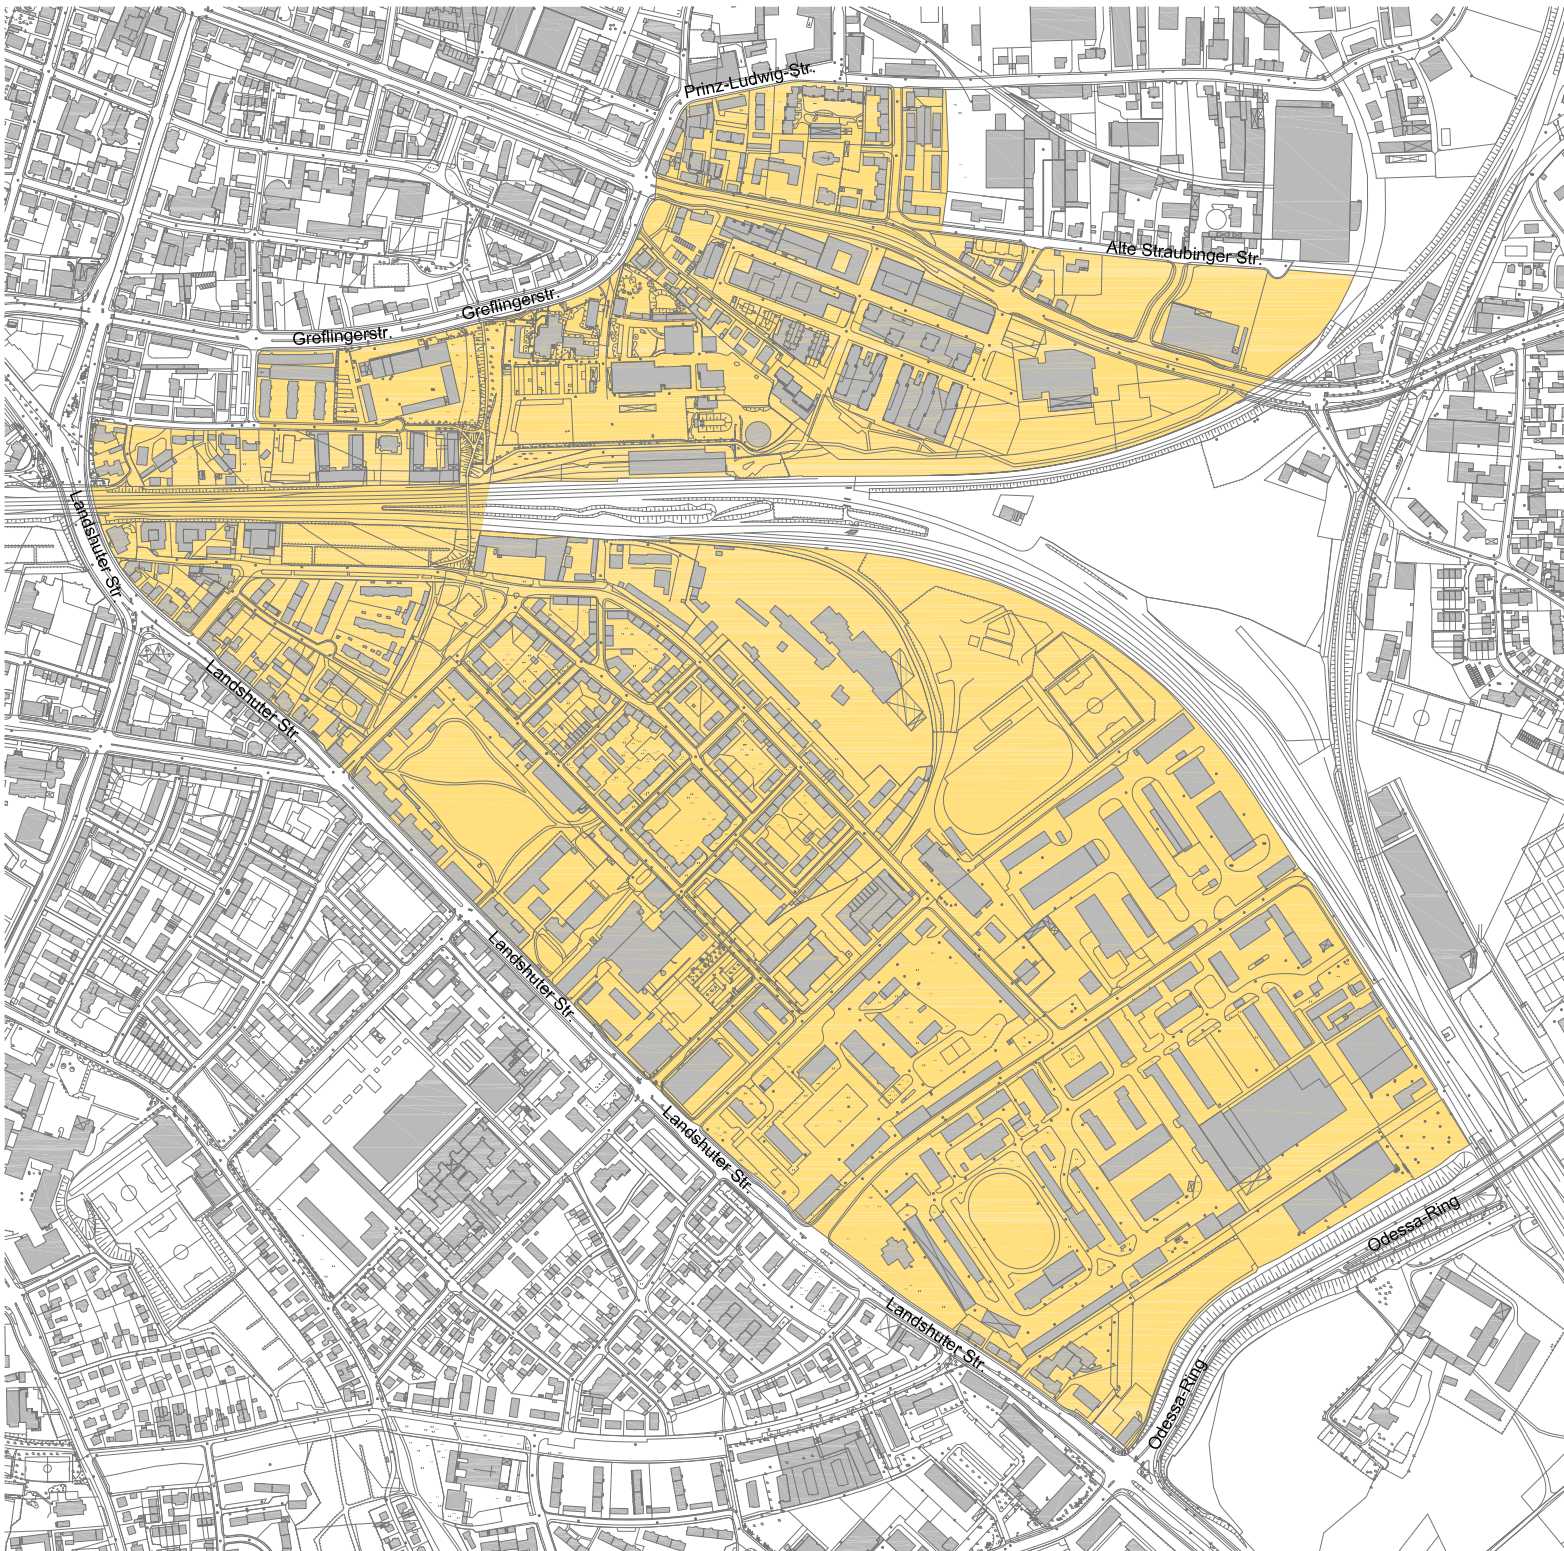 Prinz-Ludwig-Str.
Alte Straubinger Str.
Greflingerstr.
Greflingerstr.
Landshuter Str
Landshuter Str.
Landshuter Str.
Landshuter Str.
Odessa-Ring
Landshuter Str.
Odessa-Ring